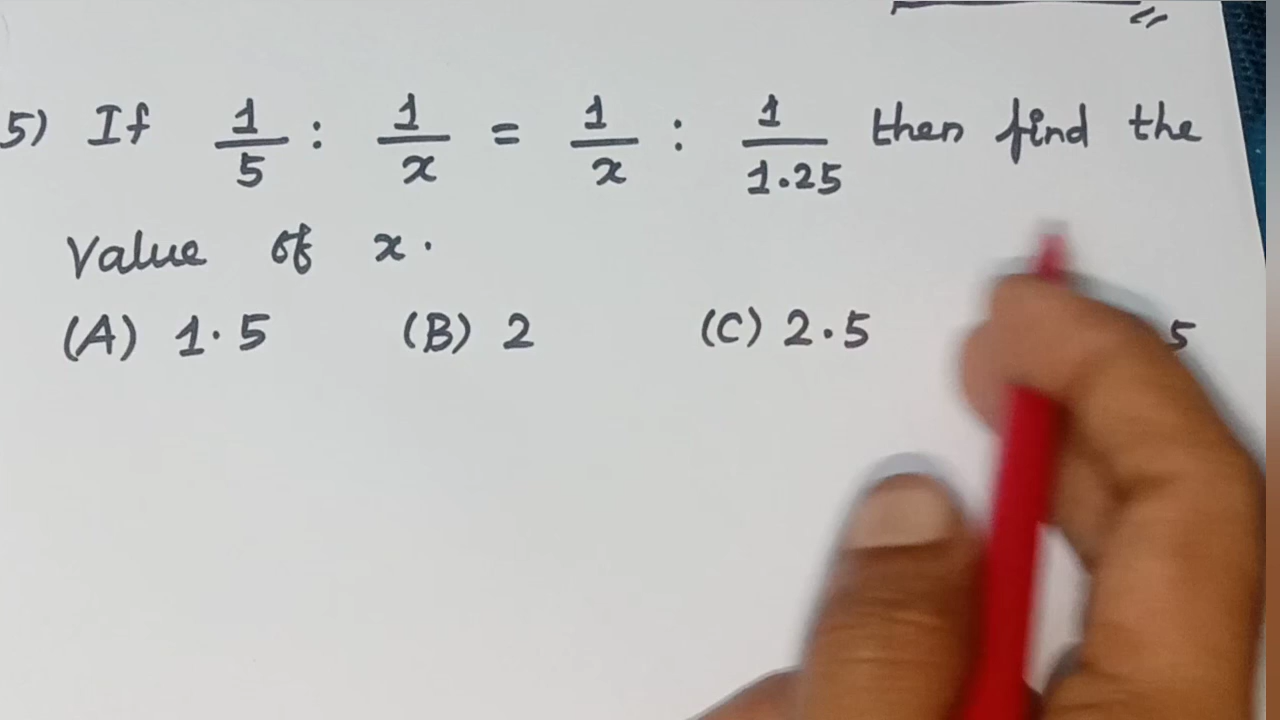 5) If 1/5 : 1/x = 1/x : 1/1.25 then find the
Value of x.
(A) 1.5 (B) 2 (C) 2.5 5